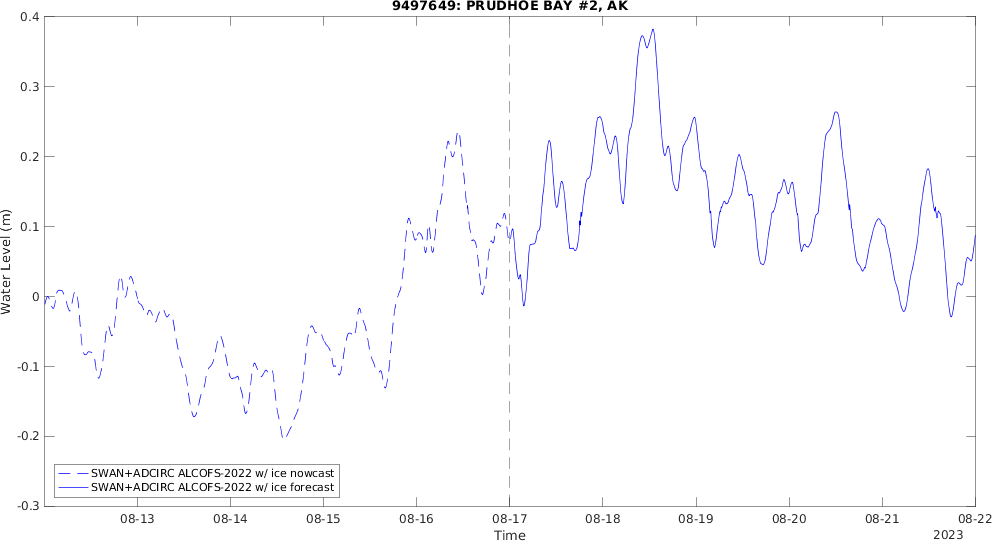 9497649: PRUDHOE BAY #2, AK
0.4
0.3
0.2
0.1
0
-0.1
-0.2
-0.3
Water Level (m)
SWAN+ADCIRC ALCOFS-2022 w/ ice nowcast
SWAN+ADCIRC ALCOFS-2022 w/ ice forecast
08-13 08-14 08-15 08-16 08-17 08-18 08-19 08-20 08-21 08-22
Time
2023